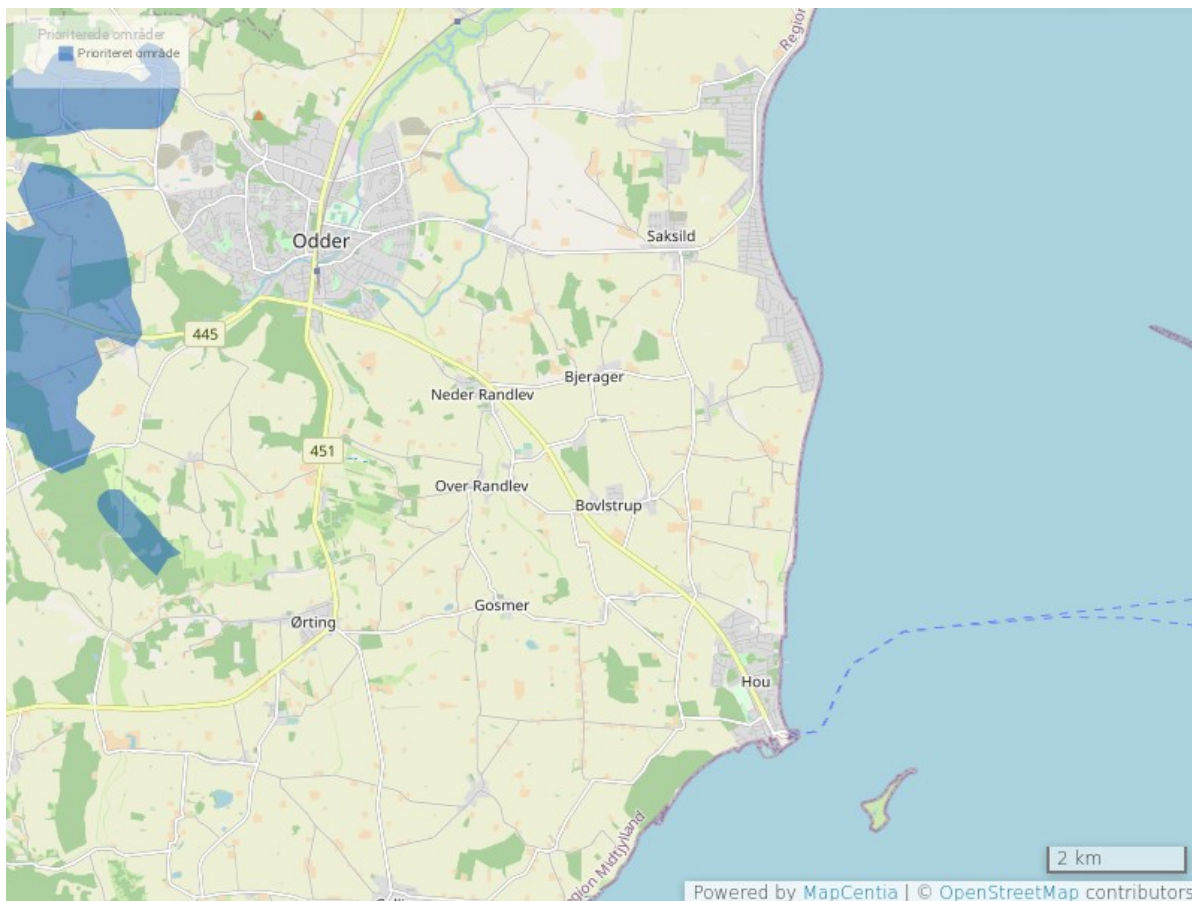 Prioriterede områder
Prioriteret område
Region
Odder
Saksild
445
Bjerager
Neder Randlev
451
Over Randlev
Bovlstrup
Gosmer
Ørting
Hou
Region Midtjylland
2 km
Powered by MapCentia | © OpenStreetMap contributors